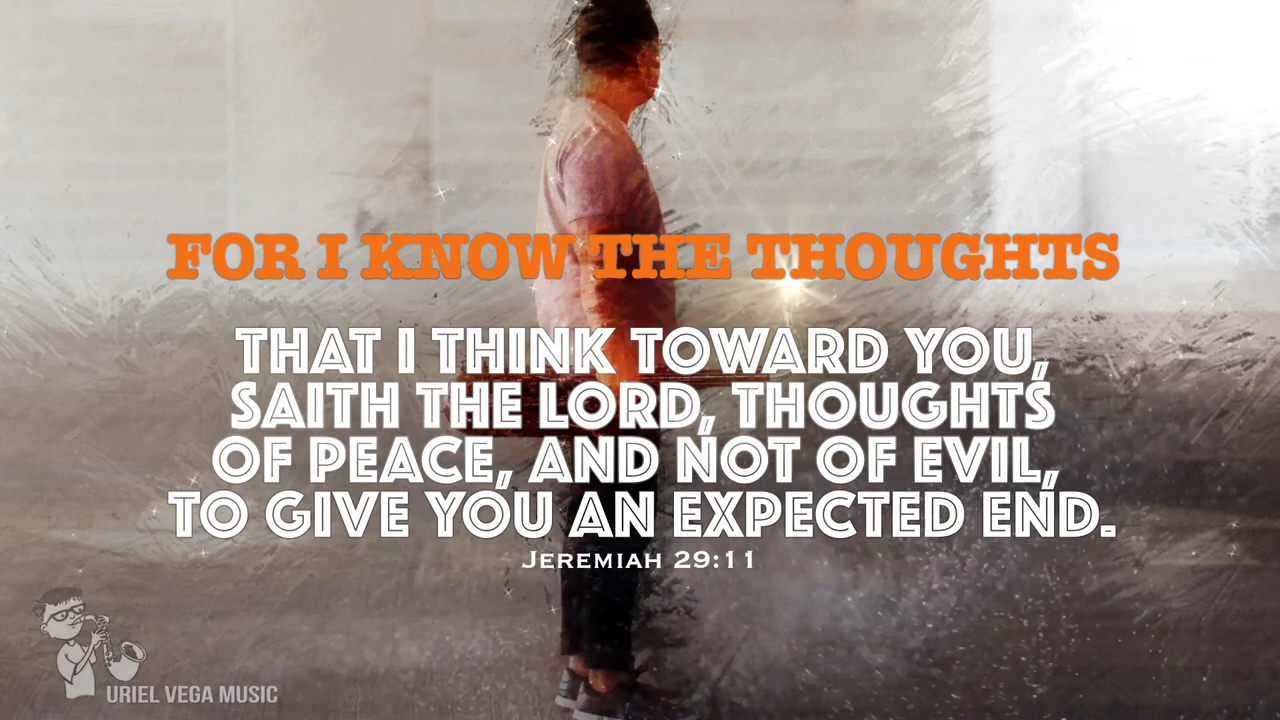 FOR I KNOW THE THOUGHTS
THAT I THINK TOWARD YOU,
SAITH THE LORD, THOUGHTS
OF PEACE, AND NOT OF EVIL,
TO GIVE YOU AN EXPECTED END.
JEREMIAH 29:11
URIEL VEGA MUSIC